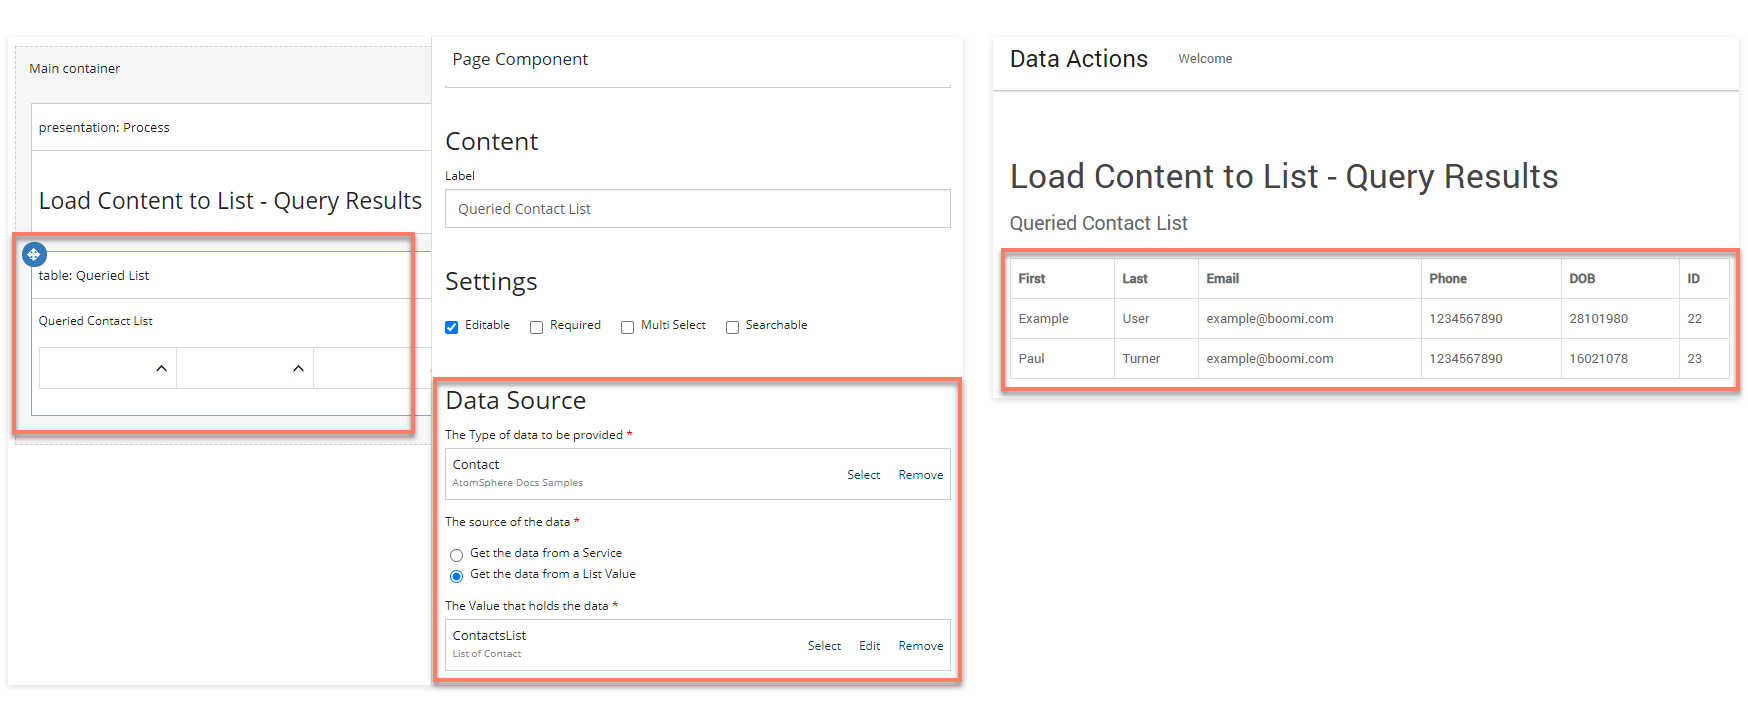 Main container
presentation: Process
Load Content to List - Query Results
table: Queried List
Queried Contact List
Page Component
Content
Label
Queried Contact List
Settings
Editable Required Multi Select Searchable
Data Source
The Type of data to be provided *
Contact
AtomSphere Docs Samples
Select Remove
The source of the data *
Get the data from a Service
Get the data from a List Value
The Value that holds the data *
ContactsList
List of Contact
Select Edit Remove
Data Actions Welcome
Load Content to List - Query Results
Queried Contact List
First Last Email Phone DOB ID
Example User example@boomi.com 1234567890 28101980 22
Paul Turner example@boomi.com 1234567890 16021078 23